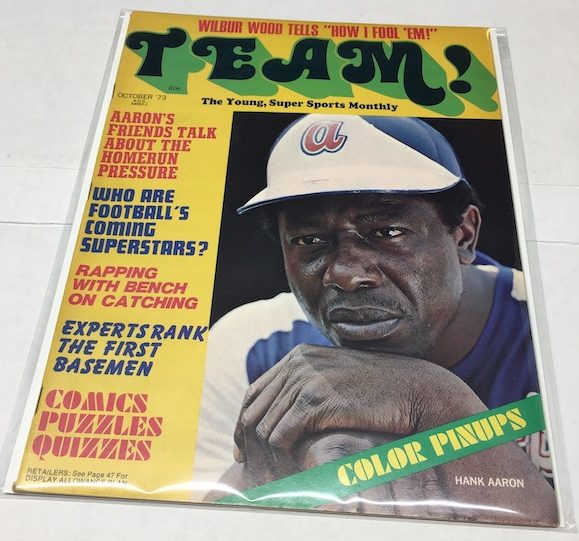 WILBUR WOOD TELLS "HOW I FOOL 'EM!"
TEAM!
60¢
OCTOBER '73
The Young, Super Sports Monthly
AARON'S
FRIENDS TALK
ABOUT THE
HOMERUN
PRESSURE
WHO ARE
FOOTBALL'S
COMING
SUPERSTARS?
RAPPING
WITH BENCH
ON CATCHING
EXPERTS RANK
THE FIRST
BASEMEN
COMICS
PUZZLES
QUIZZES
RETAILERS: See Page 47 For
DISPLAY ALLOWANCE PLAN
a
COLOR PINUPS
HANK AARON